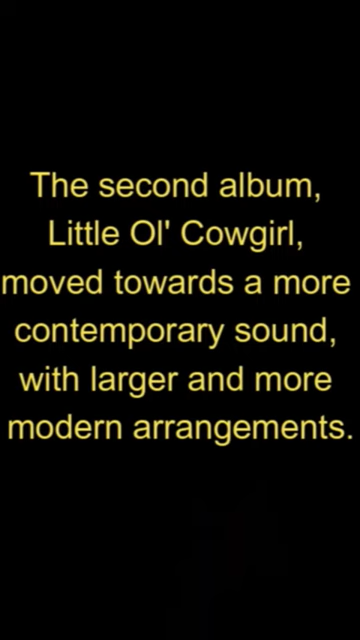 The second album,
Little Ol' Cowgirl,
moved towards a more
contemporary sound,
with larger and more
modern arrangements.